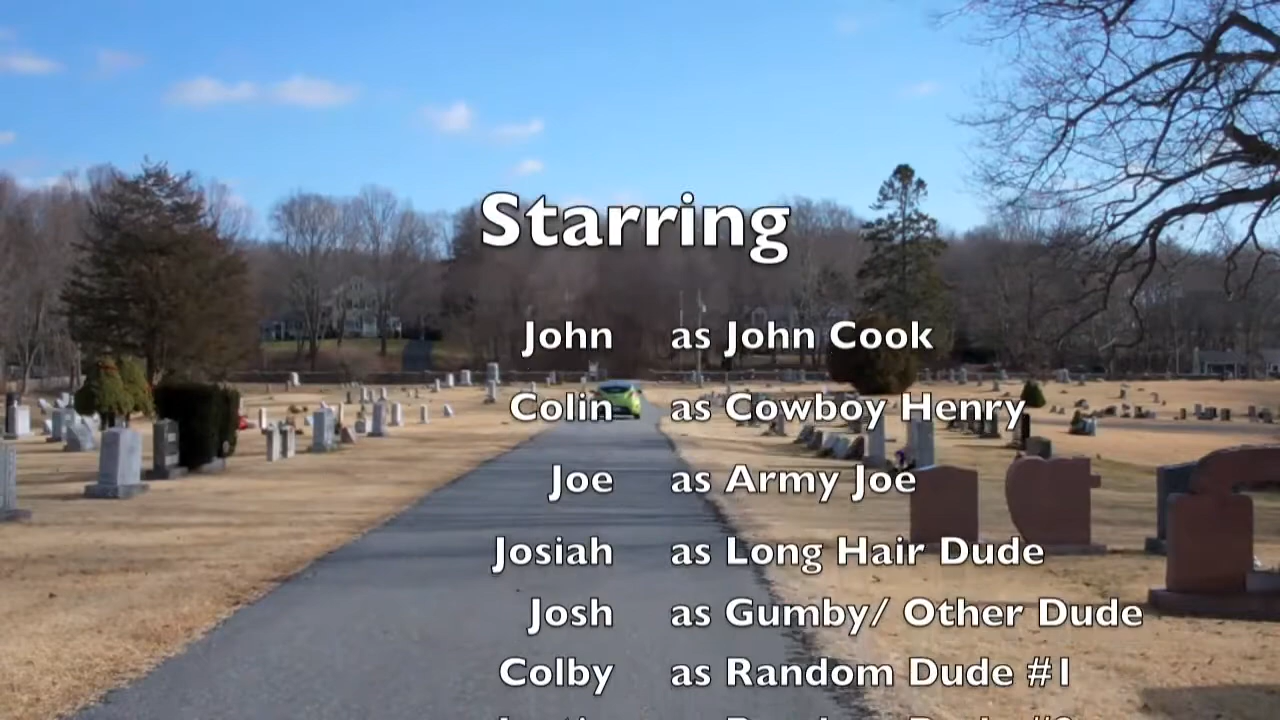 Starring
John as John Cook
Colin as Cowboy Henry
Joe as Army Joe
Josiah as Long Hair Dude
Josh as Gumby/ Other Dude
Colby as Random Dude #1